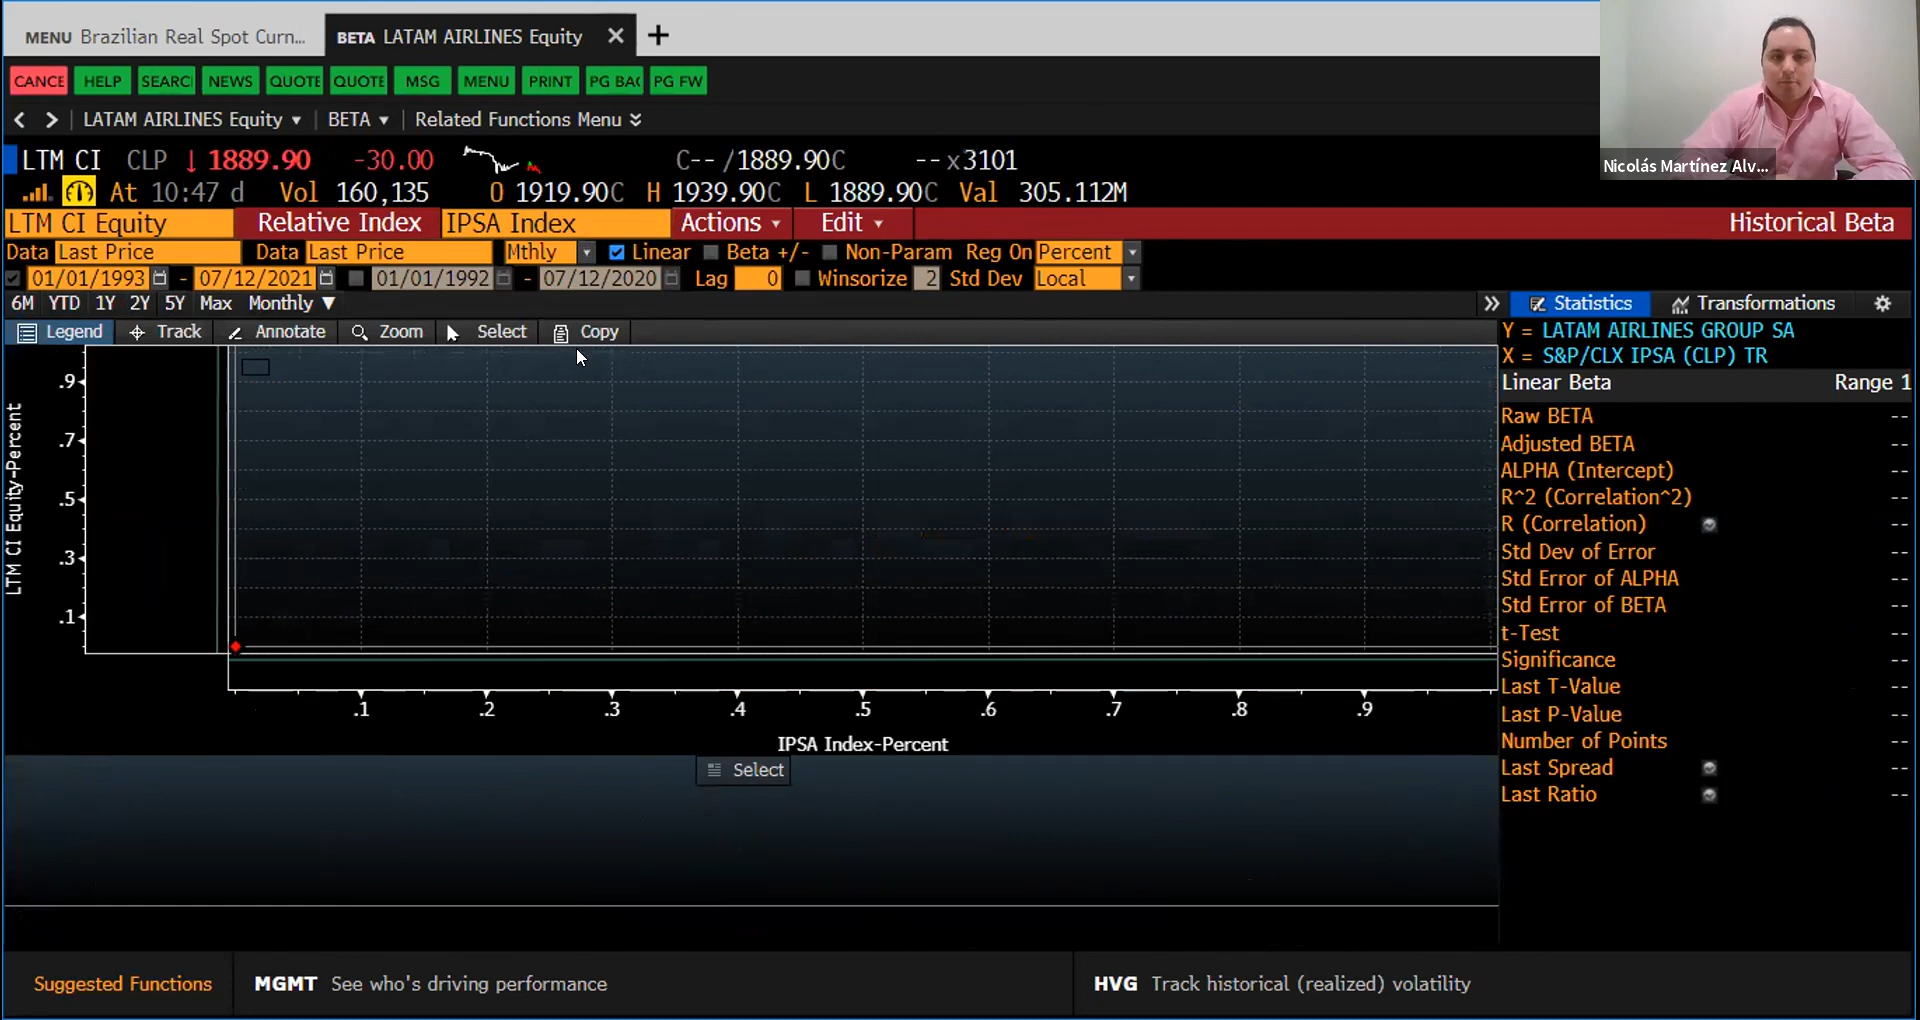 MENU Brazilian Real Spot Curn... BETA LATAM AIRLINES Equity
CANCE HELP SEARC NEWS QUOTE QUOTE MSG MENU PRINT PG BAC PG FW
LATAM AIRLINES Equity BETA Related Functions Menu
Nicolás Martínez Alv...
LTM CI CLP ↓ 1889.90 -30.00 C-- /1889.90C -- x3101
At 10:47 d Vol 160,135 O 1919.90C H 1939.90C L 1889.90C Val 305.112M
LTM CI Equity Relative Index IPSA Index Actions Edit Historical Beta
Data Last Price Data Last Price Mthly Linear Beta +/- Non-Param Reg On Percent
01/01/1993 - 07/12/2021 01/01/1992 - 07/12/2020 Lag 0 Winsorize 2 Std Dev Local
6M YTD 1Y 2Y 5Y Max Monthly ▼ Statistics Transformations
Legend Track Annotate Zoom Select Copy
LTM CI Equity-Percent
.9
.7
.5
.3
.1
.1 .2 .3 .4 .5 .6 .7 .8 .9
IPSA Index-Percent
Select
Y = LATAM AIRLINES GROUP SA
X = S&P/CLX IPSA (CLP) TR
Linear Beta Range 1
Raw BETA --
Adjusted BETA --
ALPHA (Intercept) --
R^2 (Correlation^2) --
R (Correlation) --
Std Dev of Error --
Std Error of ALPHA --
Std Error of BETA --
t-Test --
Significance --
Last T-Value --
Last P-Value --
Number of Points --
Last Spread --
Last Ratio --
Suggested Functions MGMT See who's driving performance HVG Track historical (realized) volatility